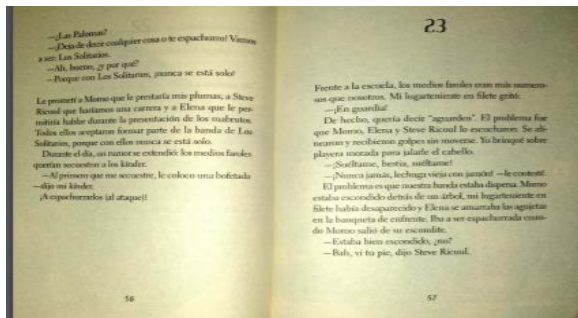 —¿Las Palomas?
—¡Deja de decir cualquier cosa o te espachurro! Vamos
a ser: Los Solitarios.
—Ah, bueno, ¿y por qué?
—Porque con Los Solitarios, ¡nunca se está solo!
Le prometí a Momo que le prestaría mis plumas, a Steve
Ricoul que haríamos una carrera y a Elena que le per-
mitiría hablar durante la presentación de los mabrutos.
Todos ellos aceptaron formar parte de la banda de Los
Solitarios, porque con ellos nunca se está solo.
Durante el día, un rumor se extendió: los medios faroles
querían secuestrar a los kínder.
—Al primero que me secuestre, le coloco una bofetada
—dijo mi kínder.
¡A espachurrarlos (al ataque)!
56
23
Frente a la escuela, los medios faroles eran más numero-
sos que nosotros. Mi lugarteniente en filete gritó:
—¡En guardia!
De hecho, quería decir "aguarden". El problema fue
que Momo, Elena y Steve Ricoul lo escucharon. Se ali-
nearon y recibieron golpes sin moverse. Yo brinqué sobre
playera morada para jalarle el cabello.
—¡Suéltame, bestia, suéltame!
—¡Nunca jamás, lechuga vieja con jamón! —le contesté.
El problema es que nuestra banda estaba dispersa. Momo
estaba escondido detrás de un árbol, mi lugarteniente en
filete había desaparecido y Elena se amarraba las agujetas
en la banqueta de enfrente. Iba a ser espachurrada cuan-
do Momo salió de su escondite.
—Estaba bien escondido, ¿no?
—Bah, vi tu pie, dijo Steve Ricoul.
57